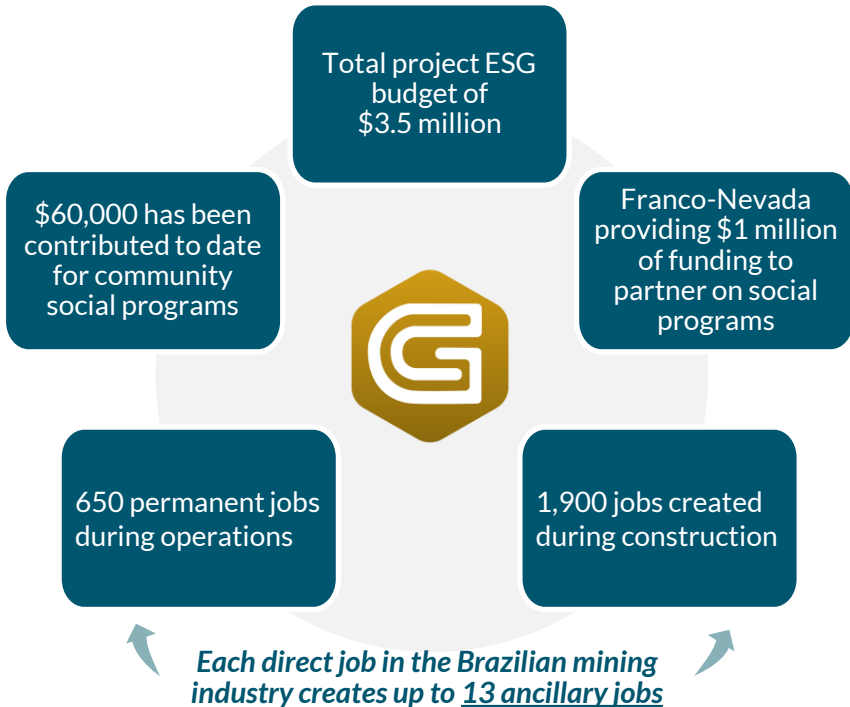 Total project ESG
budget of
$3.5 million
$60,000 has been
contributed to date
for community
social programs
Franco-Nevada
providing $1 million
of funding to
partner on social
programs
650 permanent jobs
during operations
1,900 jobs created
during construction
Each direct job in the Brazilian mining
industry creates up to 13 ancillary jobs